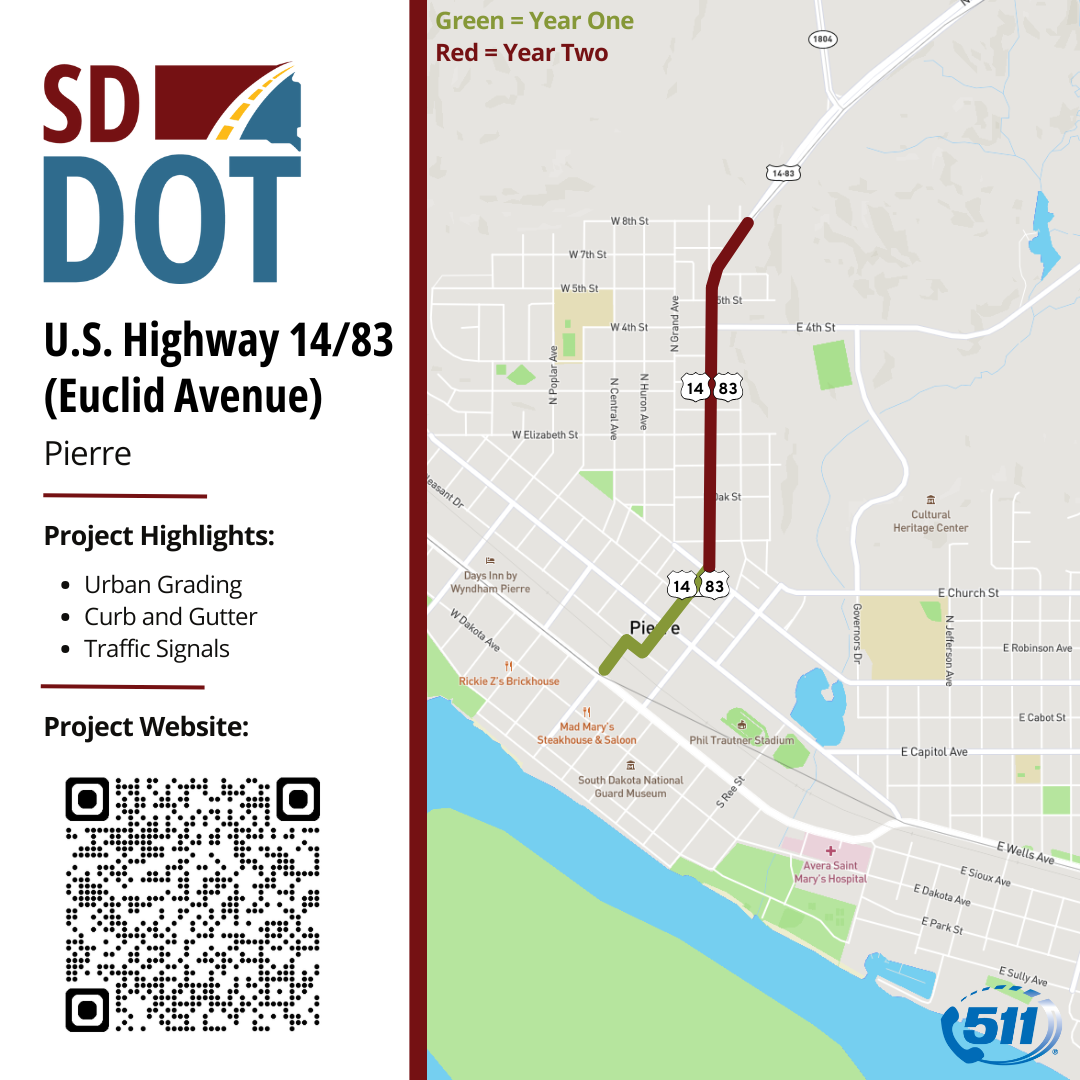 SD
DOT
U.S. Highway 14/83
(Euclid Avenue)
Pierre
Project Highlights:
• Urban Grading
• Curb and Gutter
• Traffic Signals
Project Website:
Green = Year One
Red = Year Two
1804
14-83
W 8th St
W 7th St
W 5th St
5th St
N Grand Ave
W 4th St
E 4th St
N Poplar Ave
N Central Ave
N Huron Ave
14 83
W Elizabeth St
easant Dr
Oak St
Cultural
Heritage Center
Days Inn by
Wyndham Pierre
14 83
E Church St
W Dakota Ave
Governors Dr
N Jefferson Ave
E Robinson Ave
Rickie Z's Brickhouse
E Cabot St
Mad Mary's
Steakhouse & Saloon
Phil Trautner Stadium
E Capitol Ave
South Dakota National
Guard Museum
S Ree St
E Wells Ave
Avera Saint
Mary's Hospital
E Sioux Ave
E Dakota Ave
E Park St
E Sully Ave
511